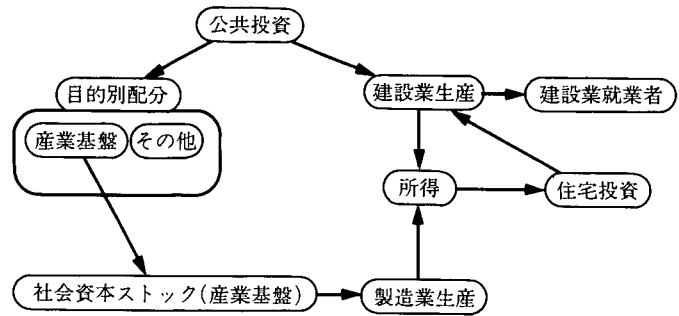 公共投資
目的別配分
建設業生産
建設業就業者
産業基盤
その他
所得
住宅投資
社会資本ストック(産業基盤)
製造業生産